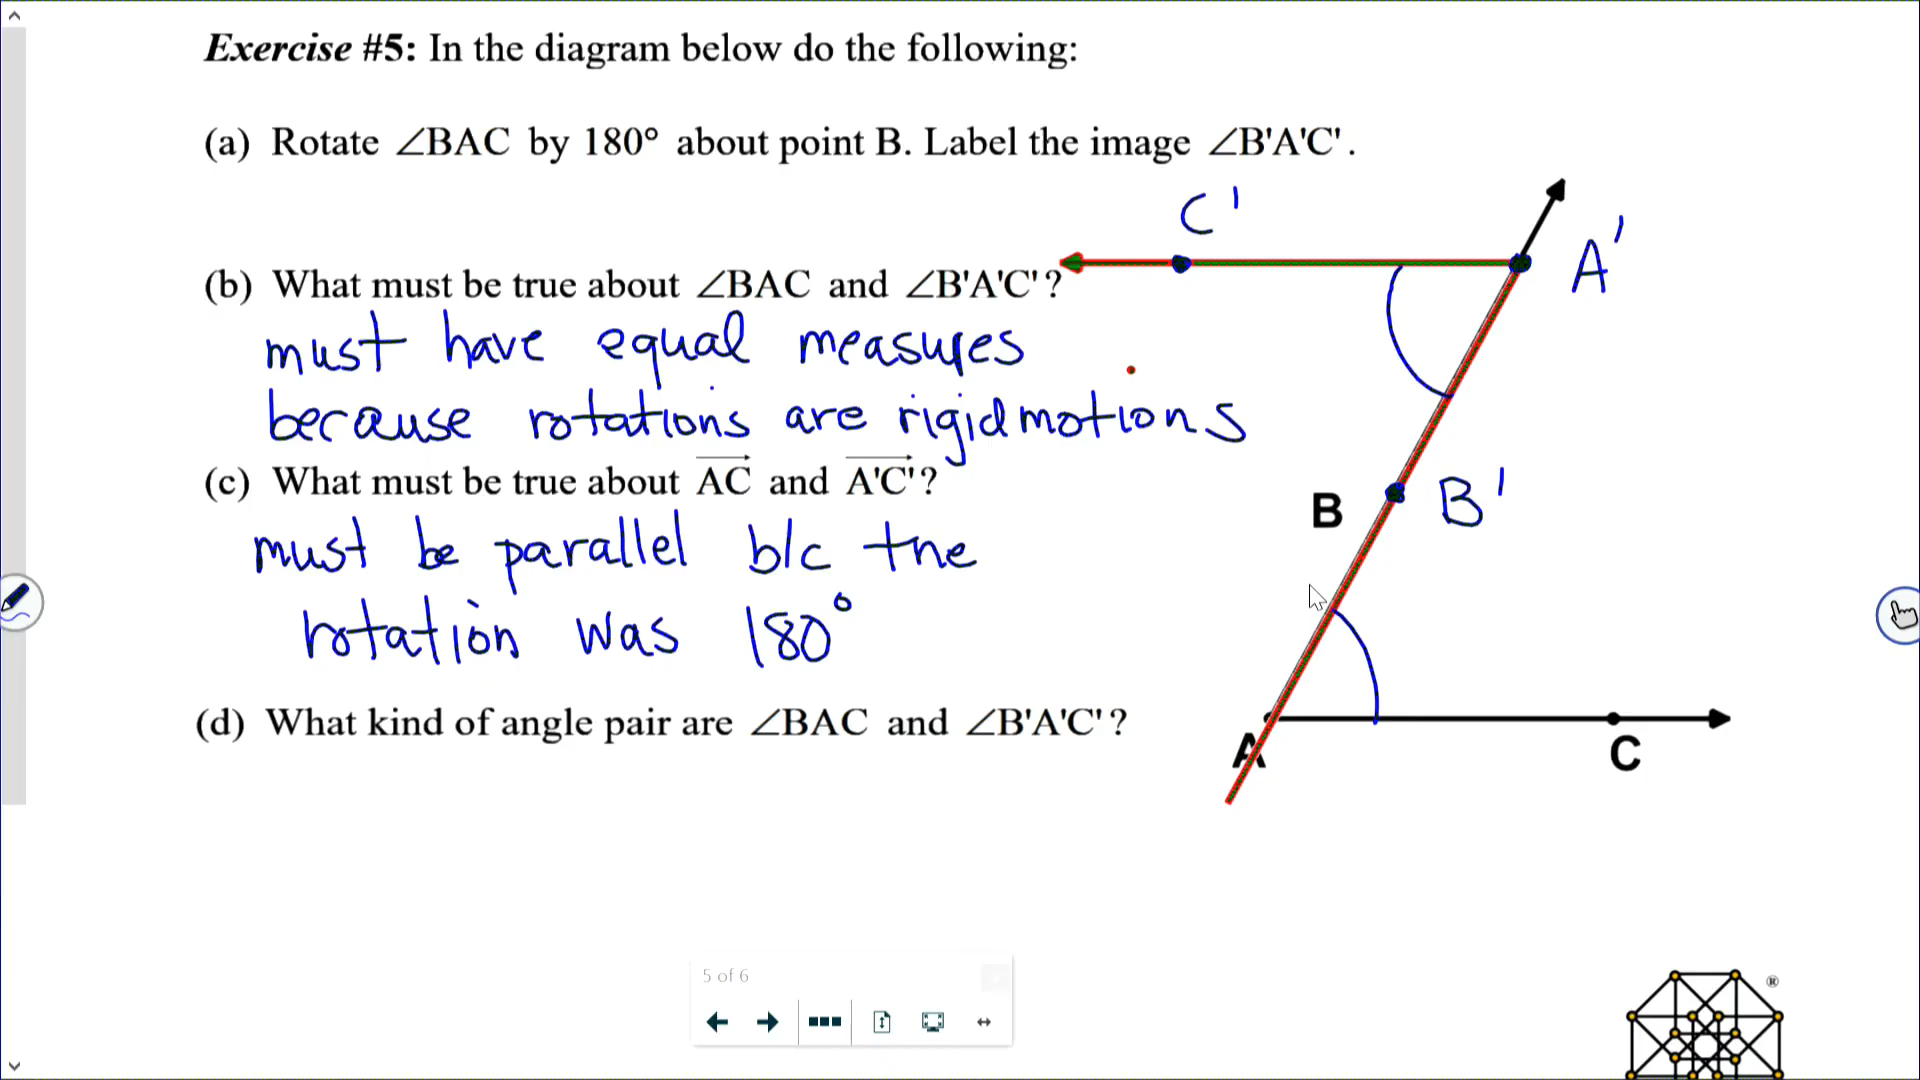 Exercise #5: In the diagram below do the following:
(a) Rotate ∠BAC by 180° about point B. Label the image ∠B'A'C'.
C'
A'
(b) What must be true about ∠BAC and ∠B'A'C'?
must have equal measures
because rotations are rigid motions
(c) What must be true about AC and A'C'?
B B'
must be parallel b/c the
rotation was 180°
(d) What kind of angle pair are ∠BAC and ∠B'A'C'?
A C
5 of 6
®